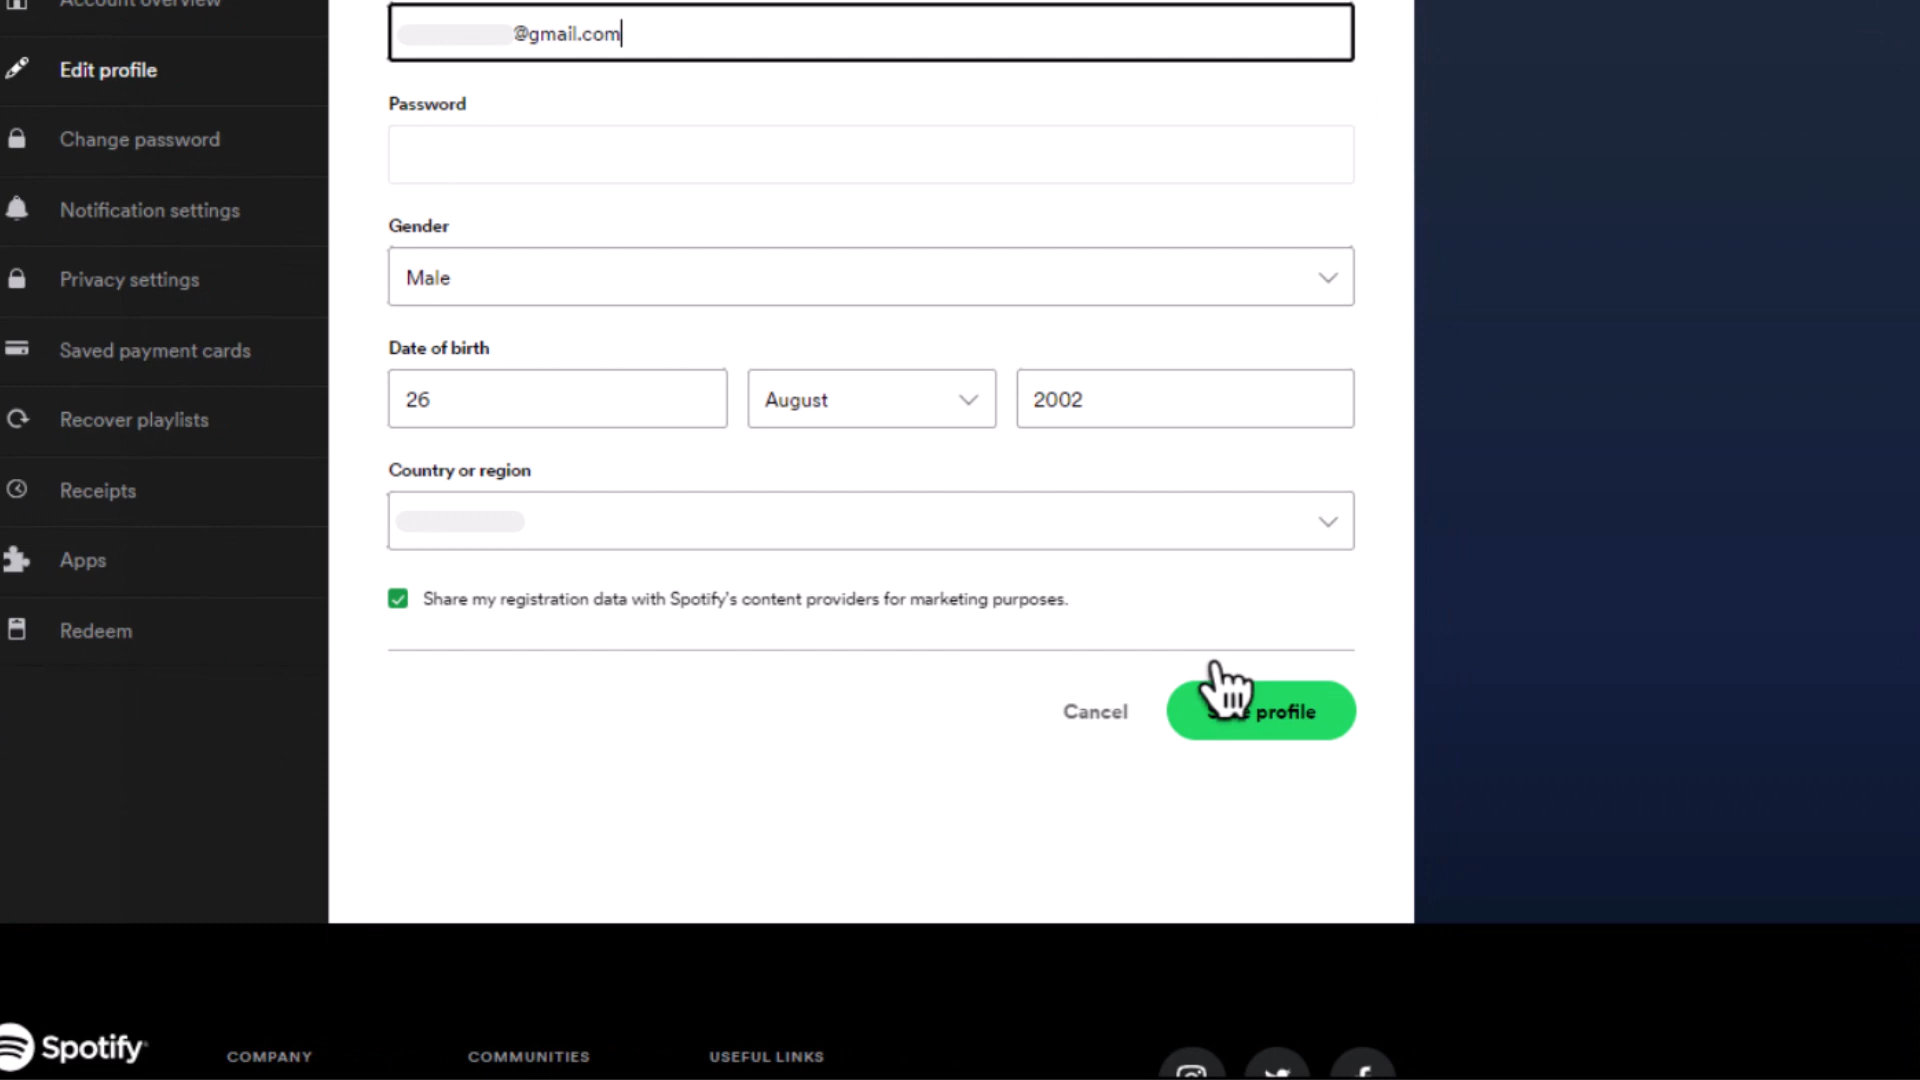 Account overview
Edit profile
Change password
Notification settings
Privacy settings
Saved payment cards
Recover playlists
Receipts
Apps
Redeem
@gmail.com
Password
Gender
Male
Date of birth
26 August 2002
Country or region
Share my registration data with Spotify's content providers for marketing purposes.
Cancel
profile
Spotify
COMPANY COMMUNITIES USEFUL LINKS